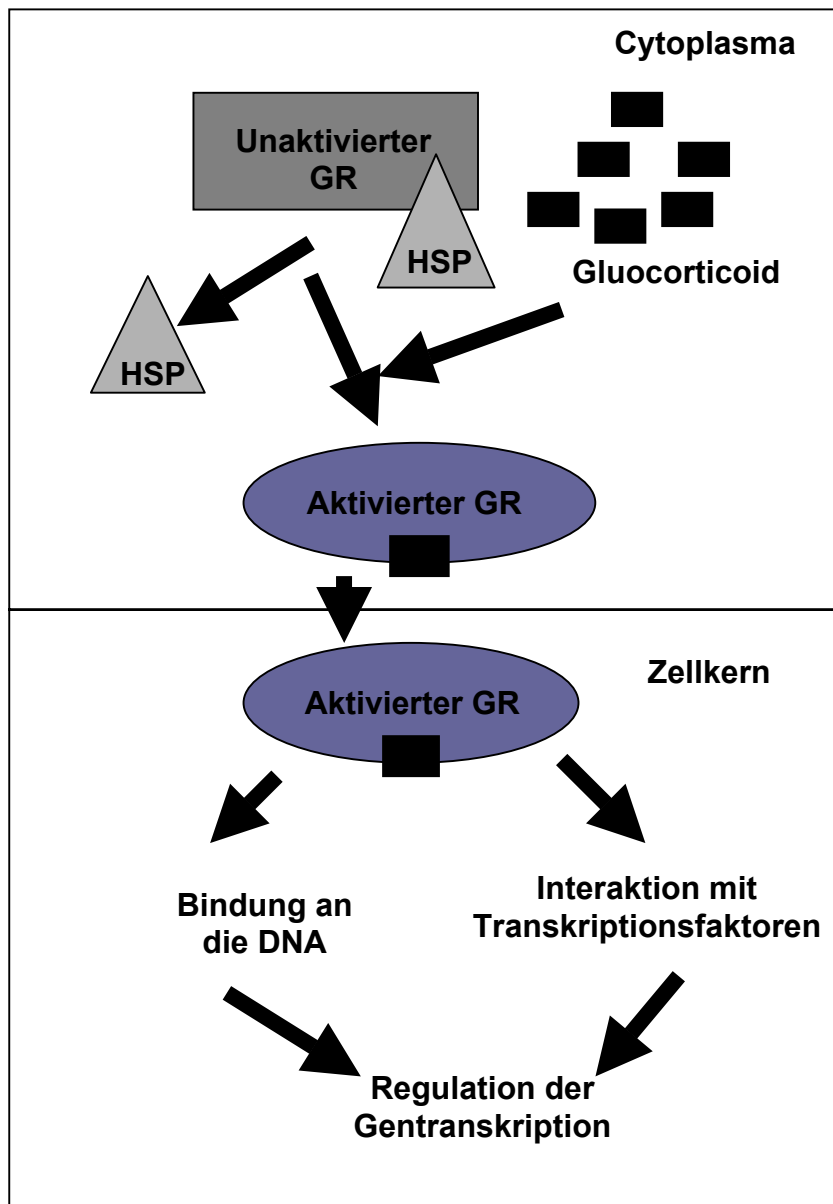 Cytoplasma
Unaktivierter
GR
HSP
Gluocorticoid
HSP
Aktivierter GR
Aktivierter GR
Zellkern
Bindung an
die DNA
Interaktion mit
Transkriptionsfaktoren
Regulation der
Gentranskription